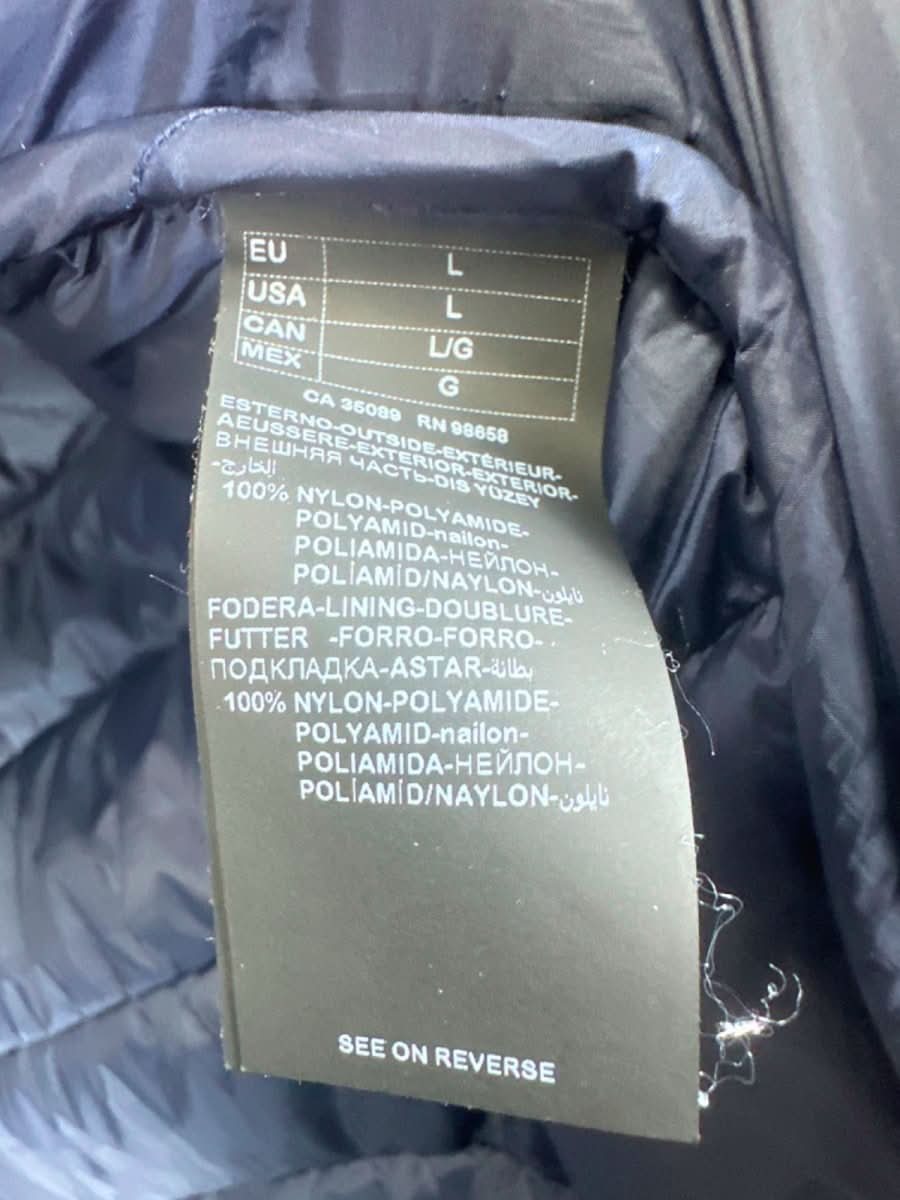 EU L
USA L
CAN L/G
MEX G
CA 35089 RN 98658
ESTERNO-OUTSIDE-EXTÉRIEUR-
AEUSSERE-EXTERIOR-EXTERIOR-
ВНЕШНЯЯ ЧАСТЬ-DIS YÜZEY
الخارج-
100% NYLON-POLYAMIDE-
POLYAMID-nailon-
POLIAMIDA-НЕЙЛОН-
POLİAMİD/NAYLON-نايلون
FODERA-LINING-DOUBLURE-
FUTTER -FORRO-FORRO-
ПОДКЛАДКА-ASTAR-بطانة
100% NYLON-POLYAMIDE-
POLYAMID-nailon-
POLIAMIDA-НЕЙЛОН-
POLİAMİD/NAYLON-نايلون
SEE ON REVERSE